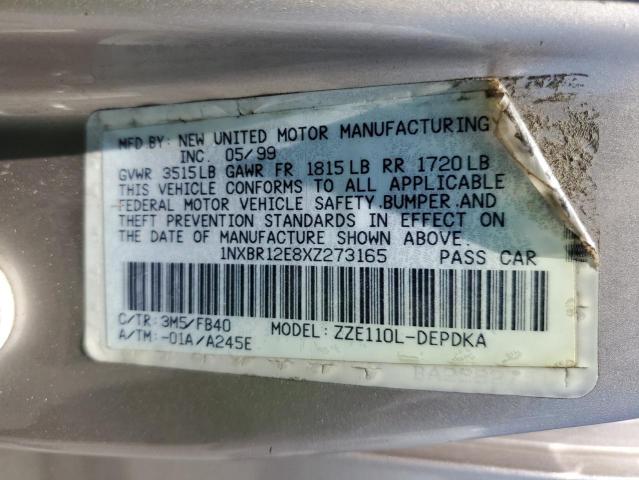 MFD BY: NEW UNITED MOTOR MANUFACTURING
INC. 05/99
GVWR 3515LB GAWR FR 1815LB RR 1720LB
THIS VEHICLE CONFORMS TO ALL APPLICABLE
FEDERAL MOTOR VEHICLE SAFETY,BUMPER,AND
THEFT PREVENTION STANDARDS IN EFFECT ON
THE DATE OF MANUFACTURE SHOWN ABOVE.
1NXBR12E8XZ273165 PASS CAR
C/TR: 3M5/FB40 MODEL: ZZE110L-DEPDKA
A/TM: -01A/A245E